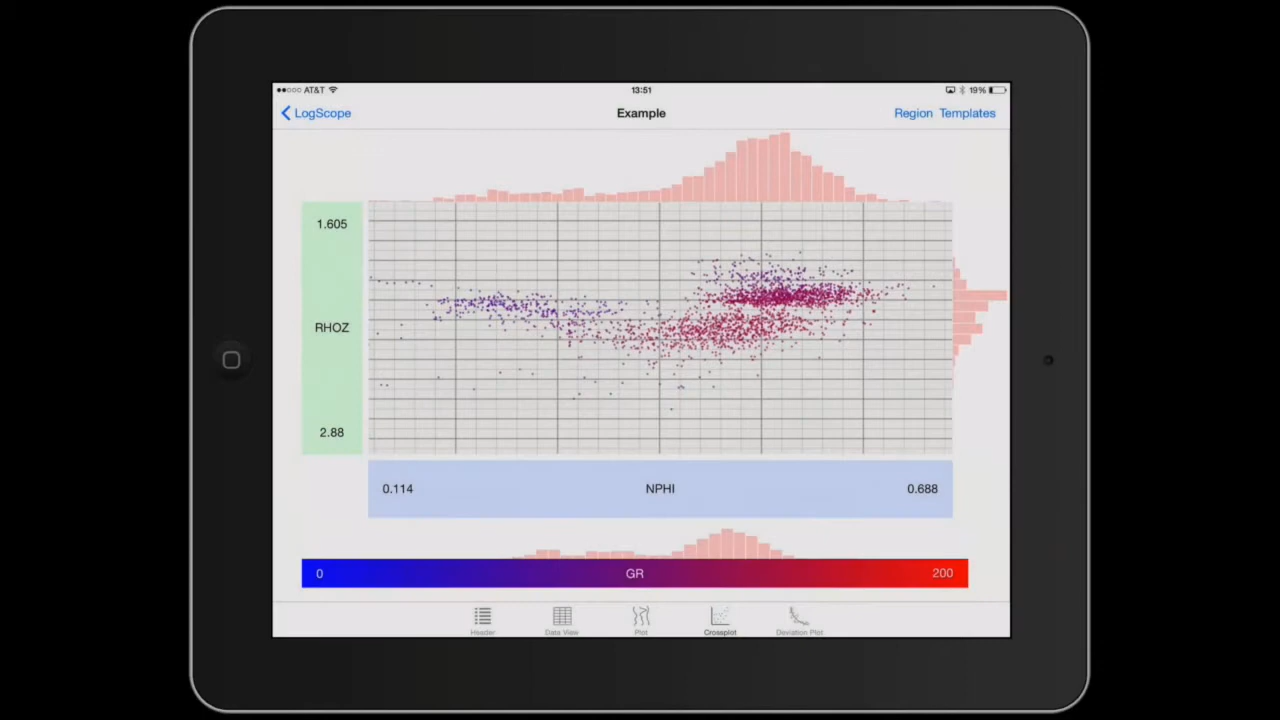 AT&T 13:51 19%
LogScope Example Region Templates
1.605
RHOZ
2.88
0.114 NPHI 0.688
0 GR 200
Header Data View Plot Crossplot Deviation Plot